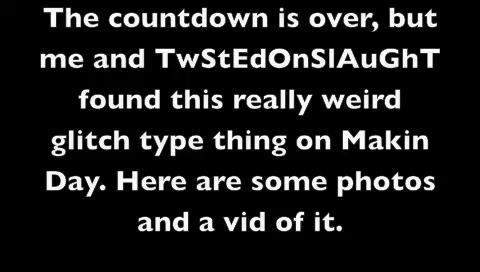 The countdown is over, but
me and TwStEdOnSlAuGhT
found this really weird
glitch type thing on Makin
Day. Here are some photos
and a vid of it.